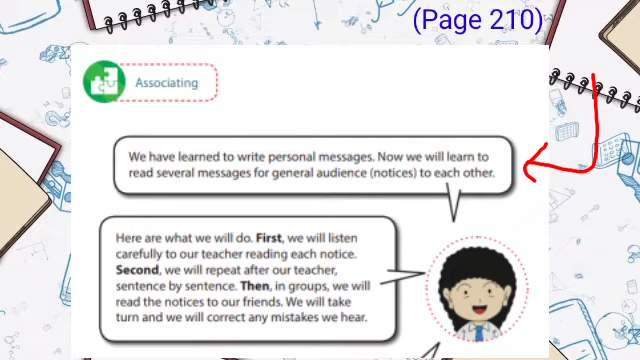 (Page 210)
Associating
We have learned to write personal messages. Now we will learn to
read several messages for general audience (notices) to each other.
Here are what we will do. First, we will listen
carefully to our teacher reading each notice.
Second, we will repeat after our teacher,
sentence by sentence. Then, in groups, we will
read the notices to our friends. We will take
turn and we will correct any mistakes we hear.